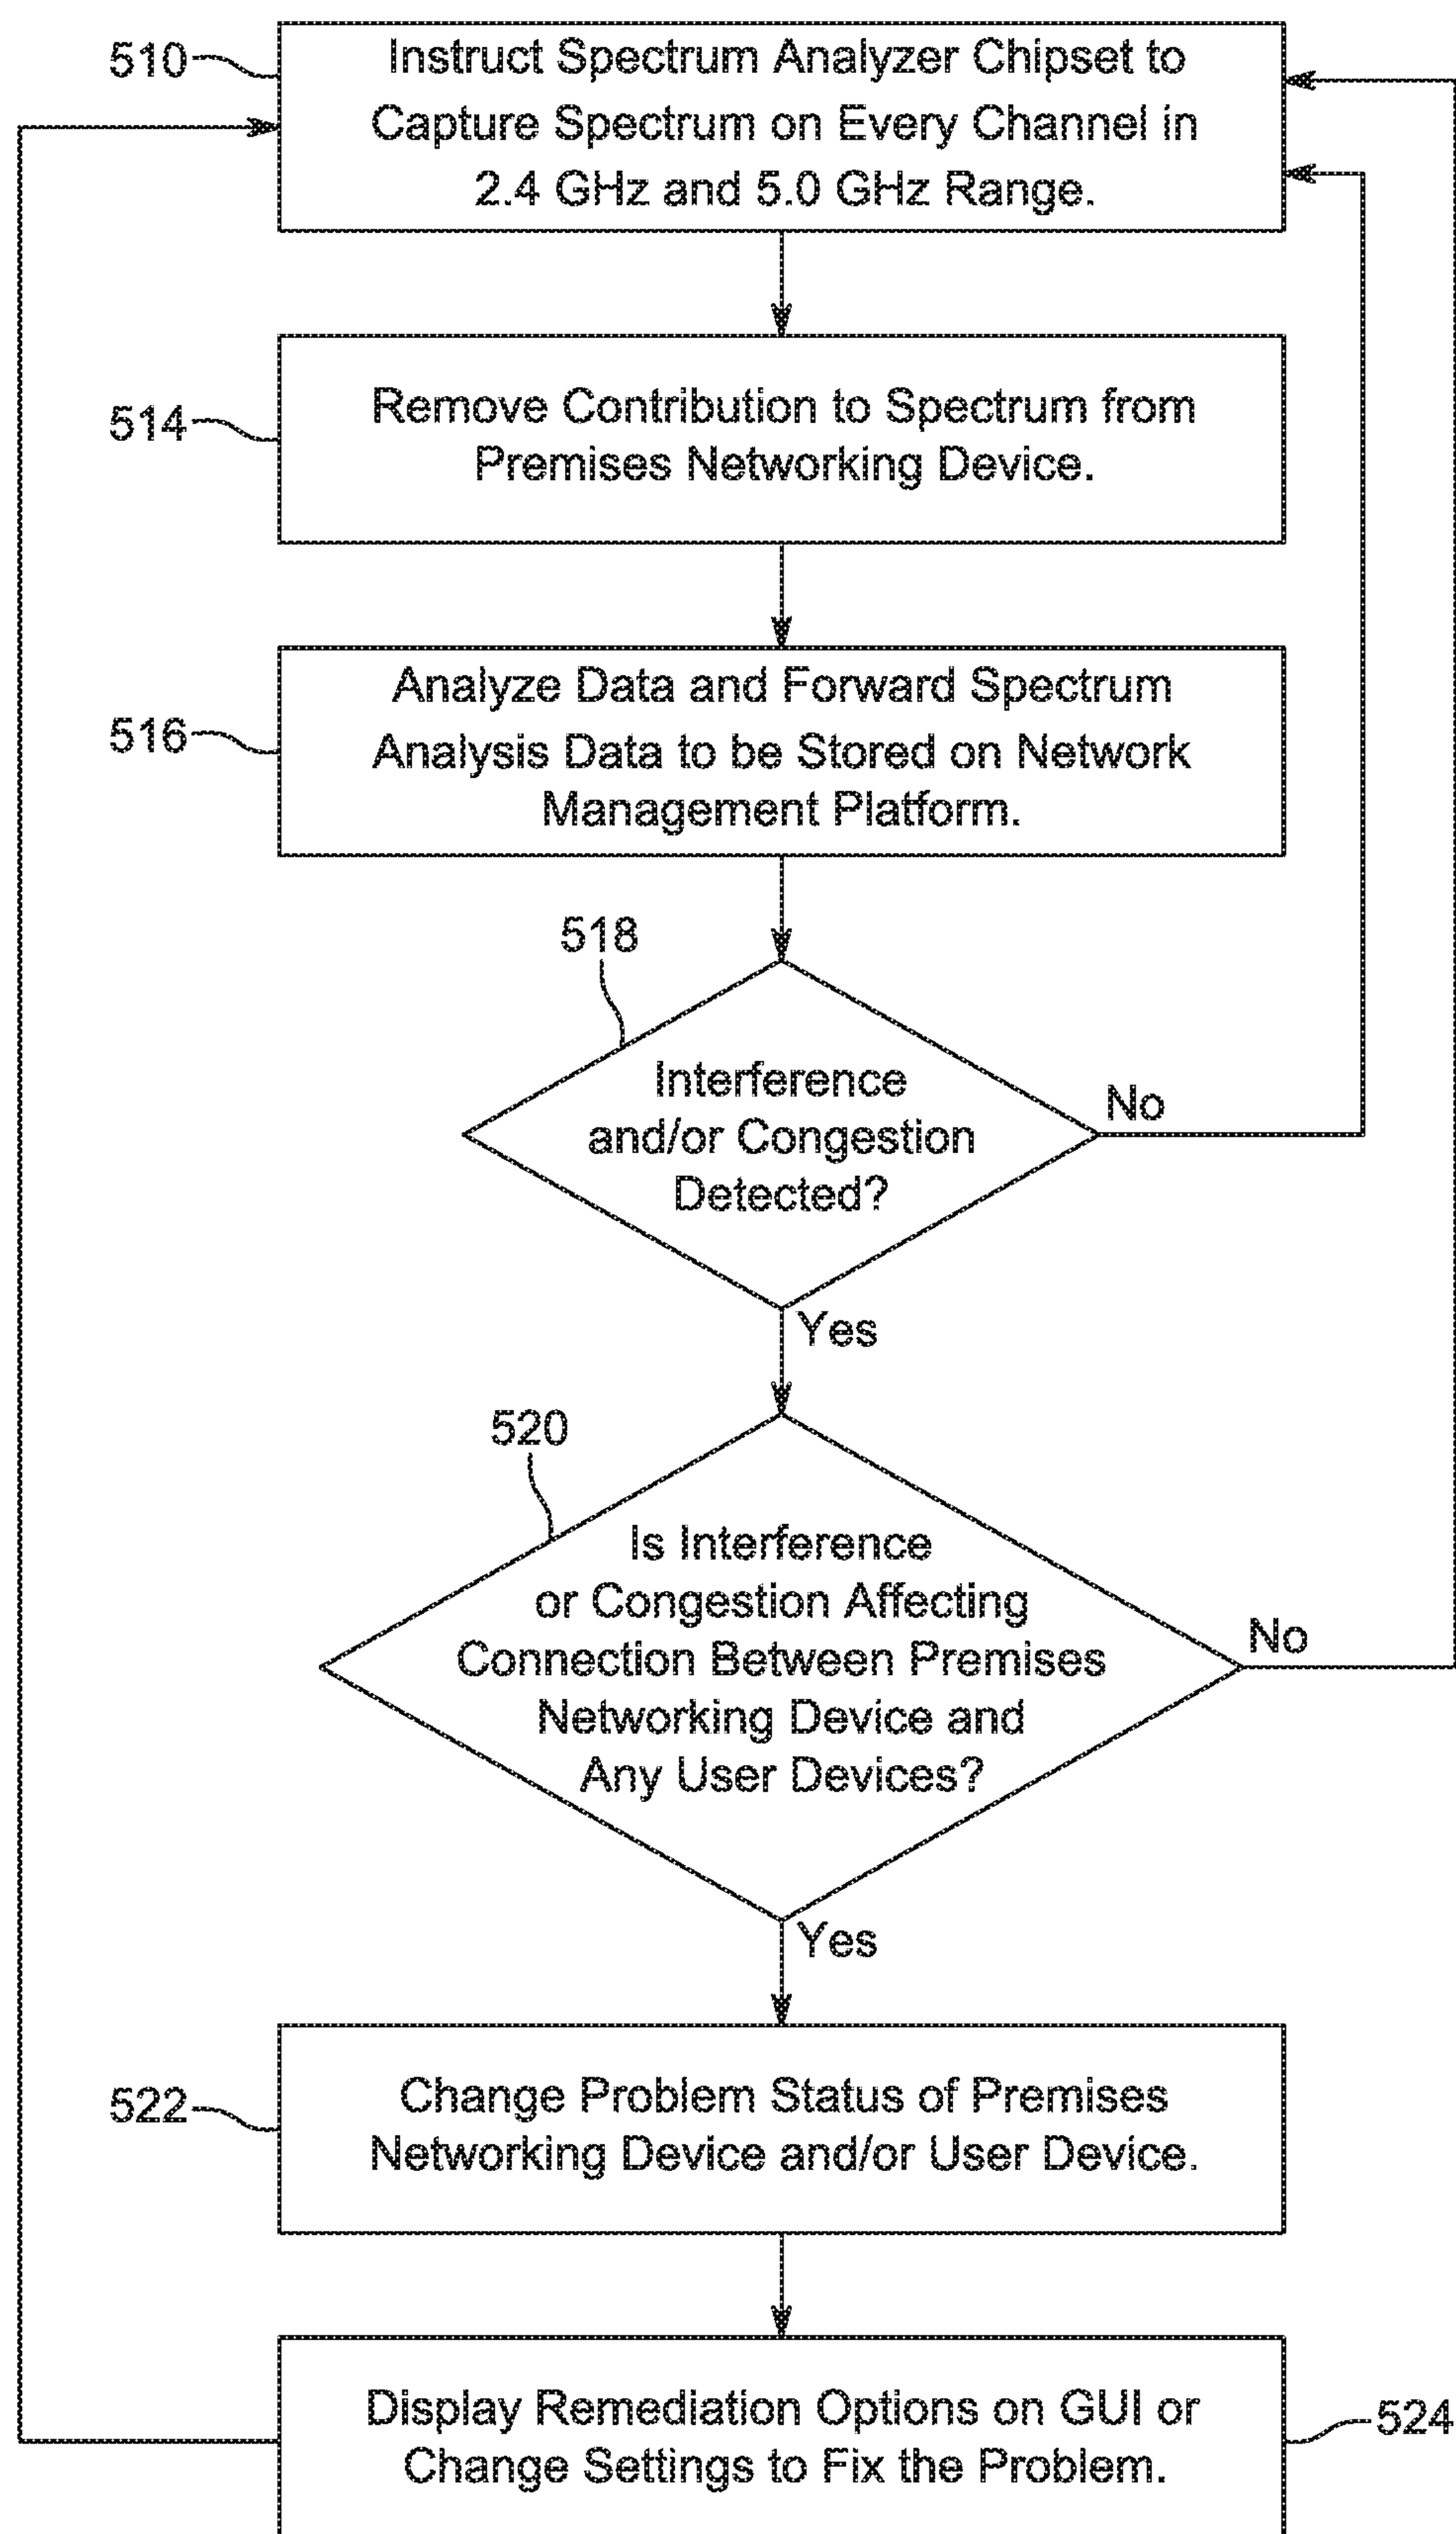 510
Instruct Spectrum Analyzer Chipset to
Capture Spectrum on Every Channel in
2.4 GHz and 5.0 GHz Range.
514
Remove Contribution to Spectrum from
Premises Networking Device.
516
Analyze Data and Forward Spectrum
Analysis Data to be Stored on Network
Management Platform.
518
Interference
and/or Congestion
Detected?
No
Yes
520
Is Interference
or Congestion Affecting
Connection Between Premises
Networking Device and
Any User Devices?
No
Yes
522
Change Problem Status of Premises
Networking Device and/or User Device.
Display Remediation Options on GUI or
Change Settings to Fix the Problem.
524